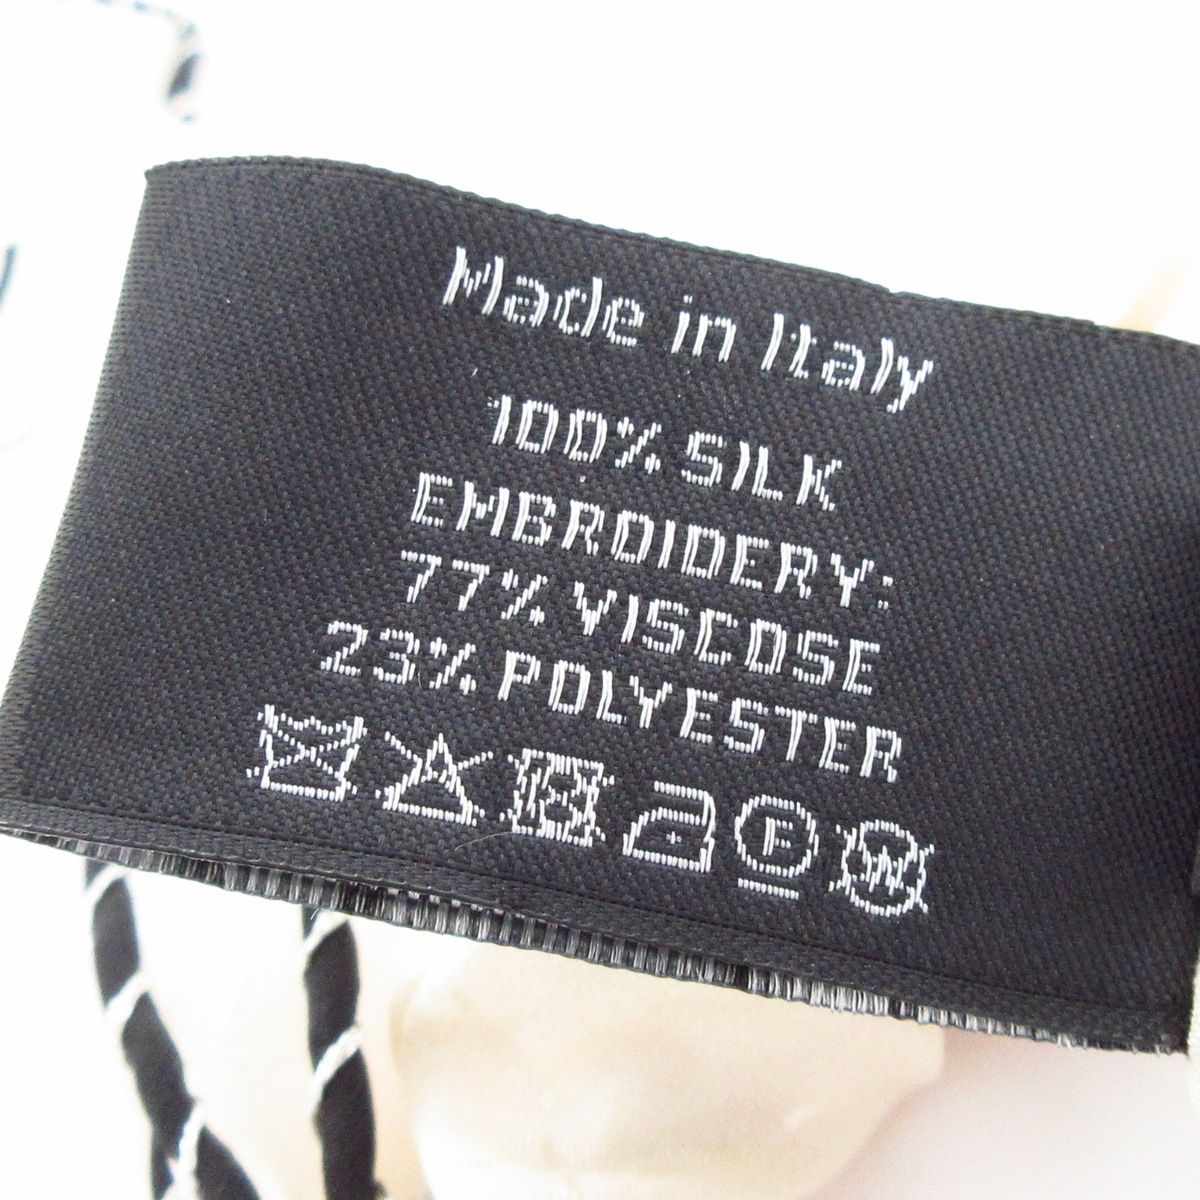 Made in Italy
100% SILK
EMBROIDERY:
77% VISCOSE
23% POLYESTER
F W